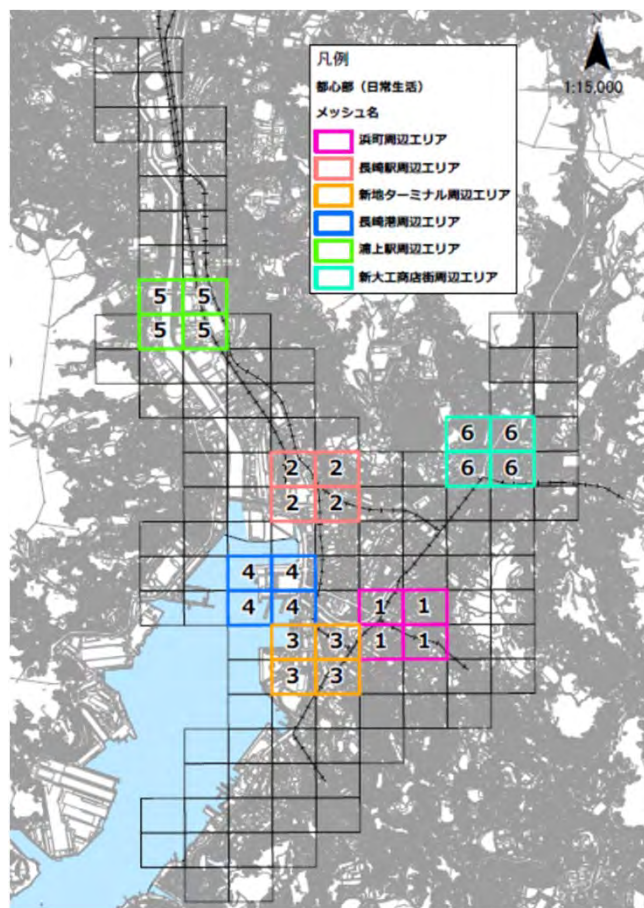 N
1:15,000
凡例
都心部（日常生活）
メッシュ名
浜町周辺エリア
長崎駅周辺エリア
新地ターミナル周辺エリア
長崎港周辺エリア
浦上駅周辺エリア
新大工商店街周辺エリア
5 5
5 5
6 6
6 6
2 2
2 2
4 4
4 4
1 1
3 3
1 1
3 3